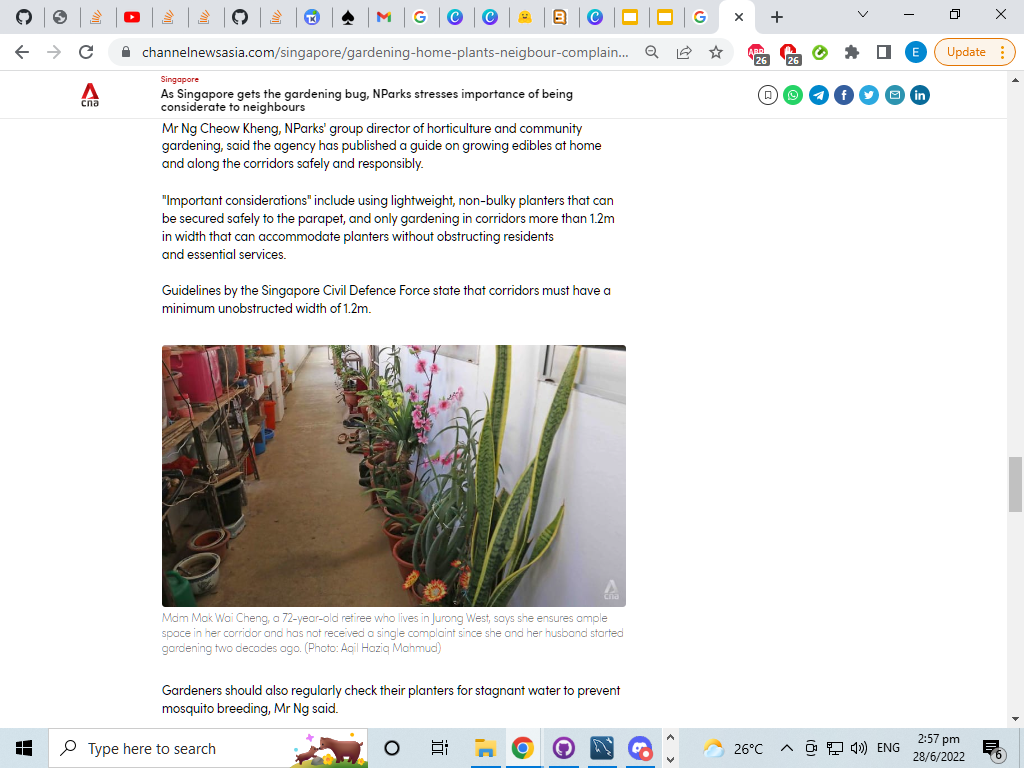 channelnewsasia.com/singapore/gardening-home-plants-neigbour-complain...
ABP
26
26
E
Update
cna
Singapore
As Singapore gets the gardening bug, NParks stresses importance of being
considerate to neighbours
in
Mr Ng Cheow Kheng, NParks' group director of horticulture and community
gardening, said the agency has published a guide on growing edibles at home
and along the corridors safely and responsibly.
"Important considerations" include using lightweight, non-bulky planters that can
be secured safely to the parapet, and only gardening in corridors more than 1.2m
in width that can accommodate planters without obstructing residents
and essential services.
Guidelines by the Singapore Civil Defence Force state that corridors must have a
minimum unobstructed width of 1.2m.
cna
Mdm Mak Wai Cheng, a 72-year-old retiree who lives in Jurong West, says she ensures ample
space in her corridor and has not received a single complaint since she and her husband started
gardening two decades ago. (Photo: Aqil Haziq Mahmud)
Gardeners should also regularly check their planters for stagnant water to prevent
mosquito breeding, Mr Ng said.
Type here to search
26°C
ENG
2:57 pm
28/6/2022
6